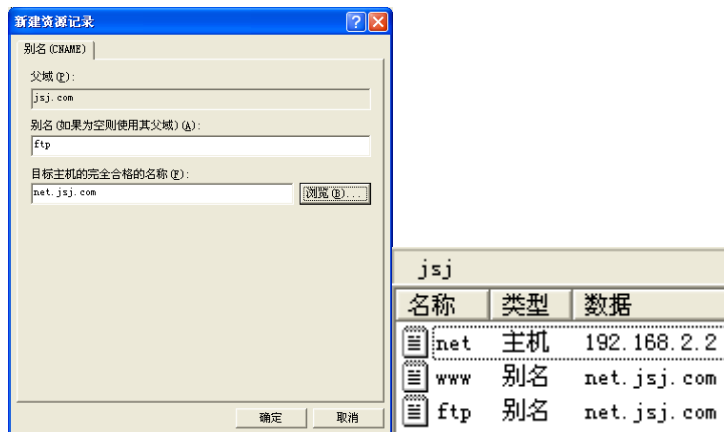 新建资源记录
别名(CNAME)
父域(P):
jsj.com
别名(如果为空则使用其父域)(A):
ftp
目标主机的完全合格的名称(F):
net.jsj.com
浏览(B)...
确定 取消
jsj
名称 类型 数据
net 主机 192.168.2.2
www 别名 net.jsj.com
ftp 别名 net.jsj.com